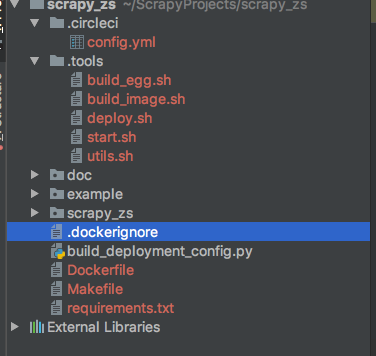 scrapy_zs ~/ScrapyProjects/scrapy_zs
.circleci
config.yml
.tools
build_egg.sh
build_image.sh
deploy.sh
start.sh
utils.sh
doc
example
scrapy_zs
.dockerignore
build_deployment_config.py
Dockerfile
Makefile
requirements.txt
External Libraries